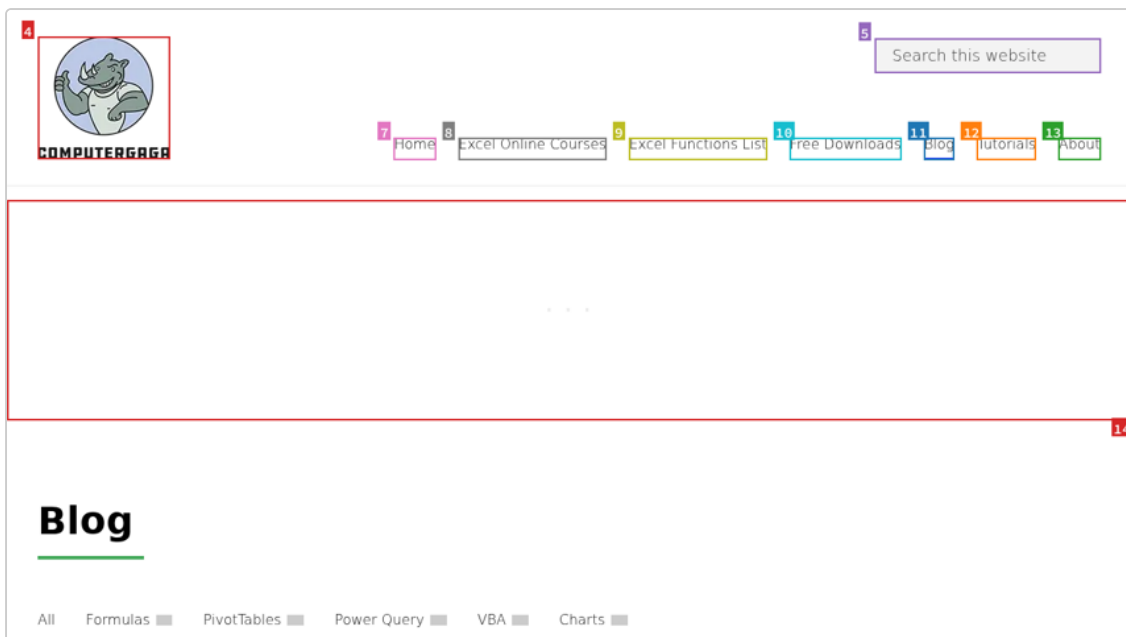 4
COMPUTERGAGA
5
Search this website
7 Home 8 Excel Online Courses 9 Excel Functions List 10 Free Downloads 11 Blog 12 Tutorials 13 About
14
Blog
All Formulas PivotTables Power Query VBA Charts